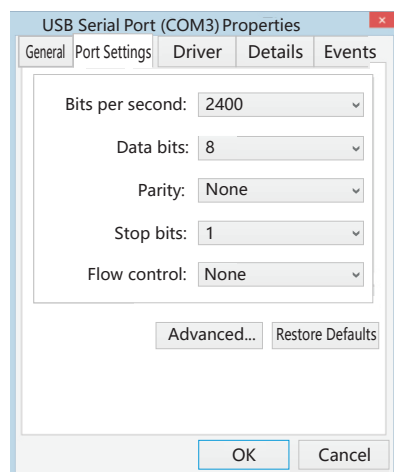 USB Serial Port (COM3) Properties
General Port Settings Driver Details Events
Bits per second: 2400
Data bits: 8
Parity: None
Stop bits: 1
Flow control: None
Advanced... Restore Defaults
OK Cancel